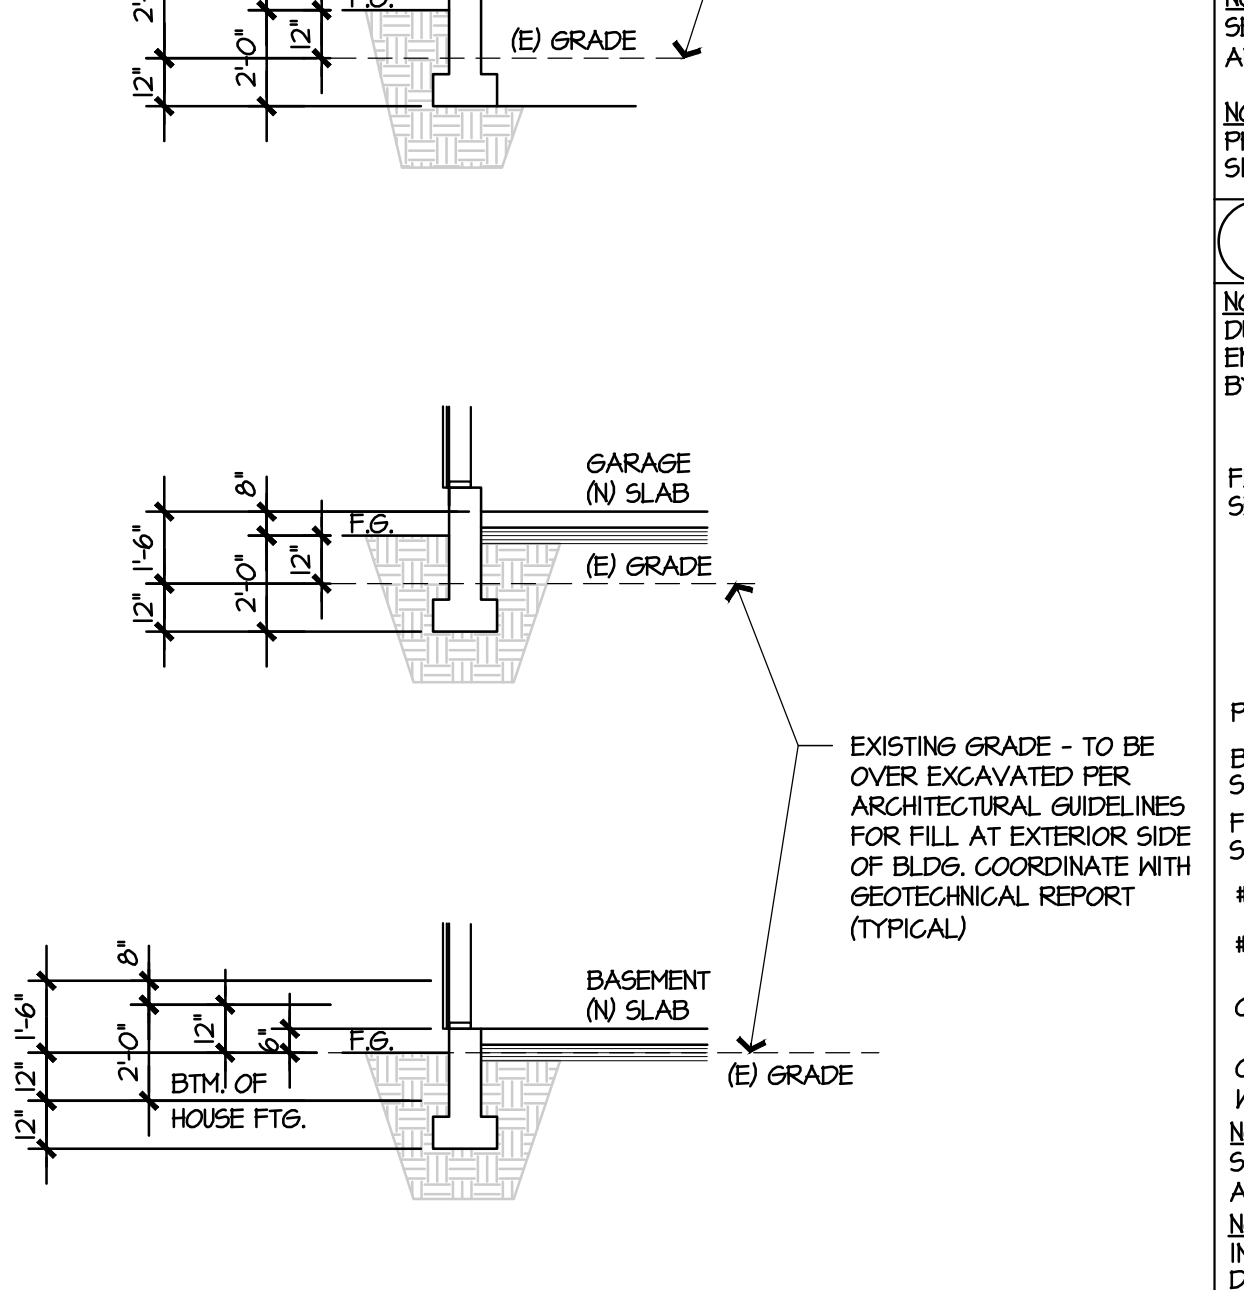 2'
F.G.
12"
(E) GRADE
2'-0"
12"
GARAGE
(N) SLAB
8"
F.G.
1'-6"
12"
(E) GRADE
2'-0"
12"
EXISTING GRADE - TO BE
OVER EXCAVATED PER
ARCHITECTURAL GUIDELINES
FOR FILL AT EXTERIOR SIDE
OF BLDG. COORDINATE WITH
GEOTECHNICAL REPORT
(TYPICAL)
8"
BASEMENT
(N) SLAB
1'-6"
12"
6"
F.G.
2'-0"
12"
(E) GRADE
BTM. OF
HOUSE FTG.
12"